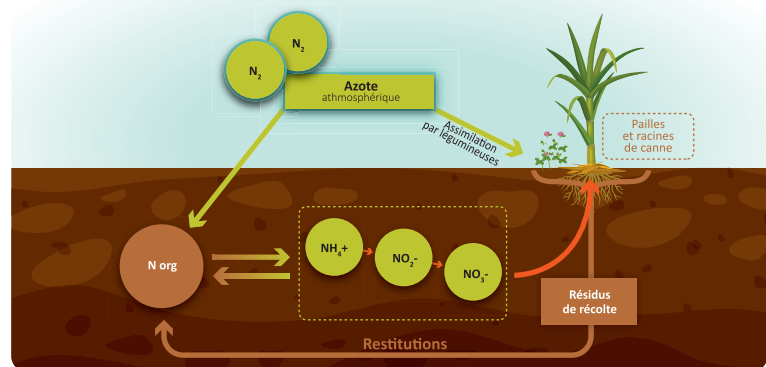 N2
N2
Azote
athmosphérique
Assimilation
par légumineuses
Pailles
et racines
de canne
N org
NH4+
NO2-
NO3-
Résidus
de récolte
Restitutions